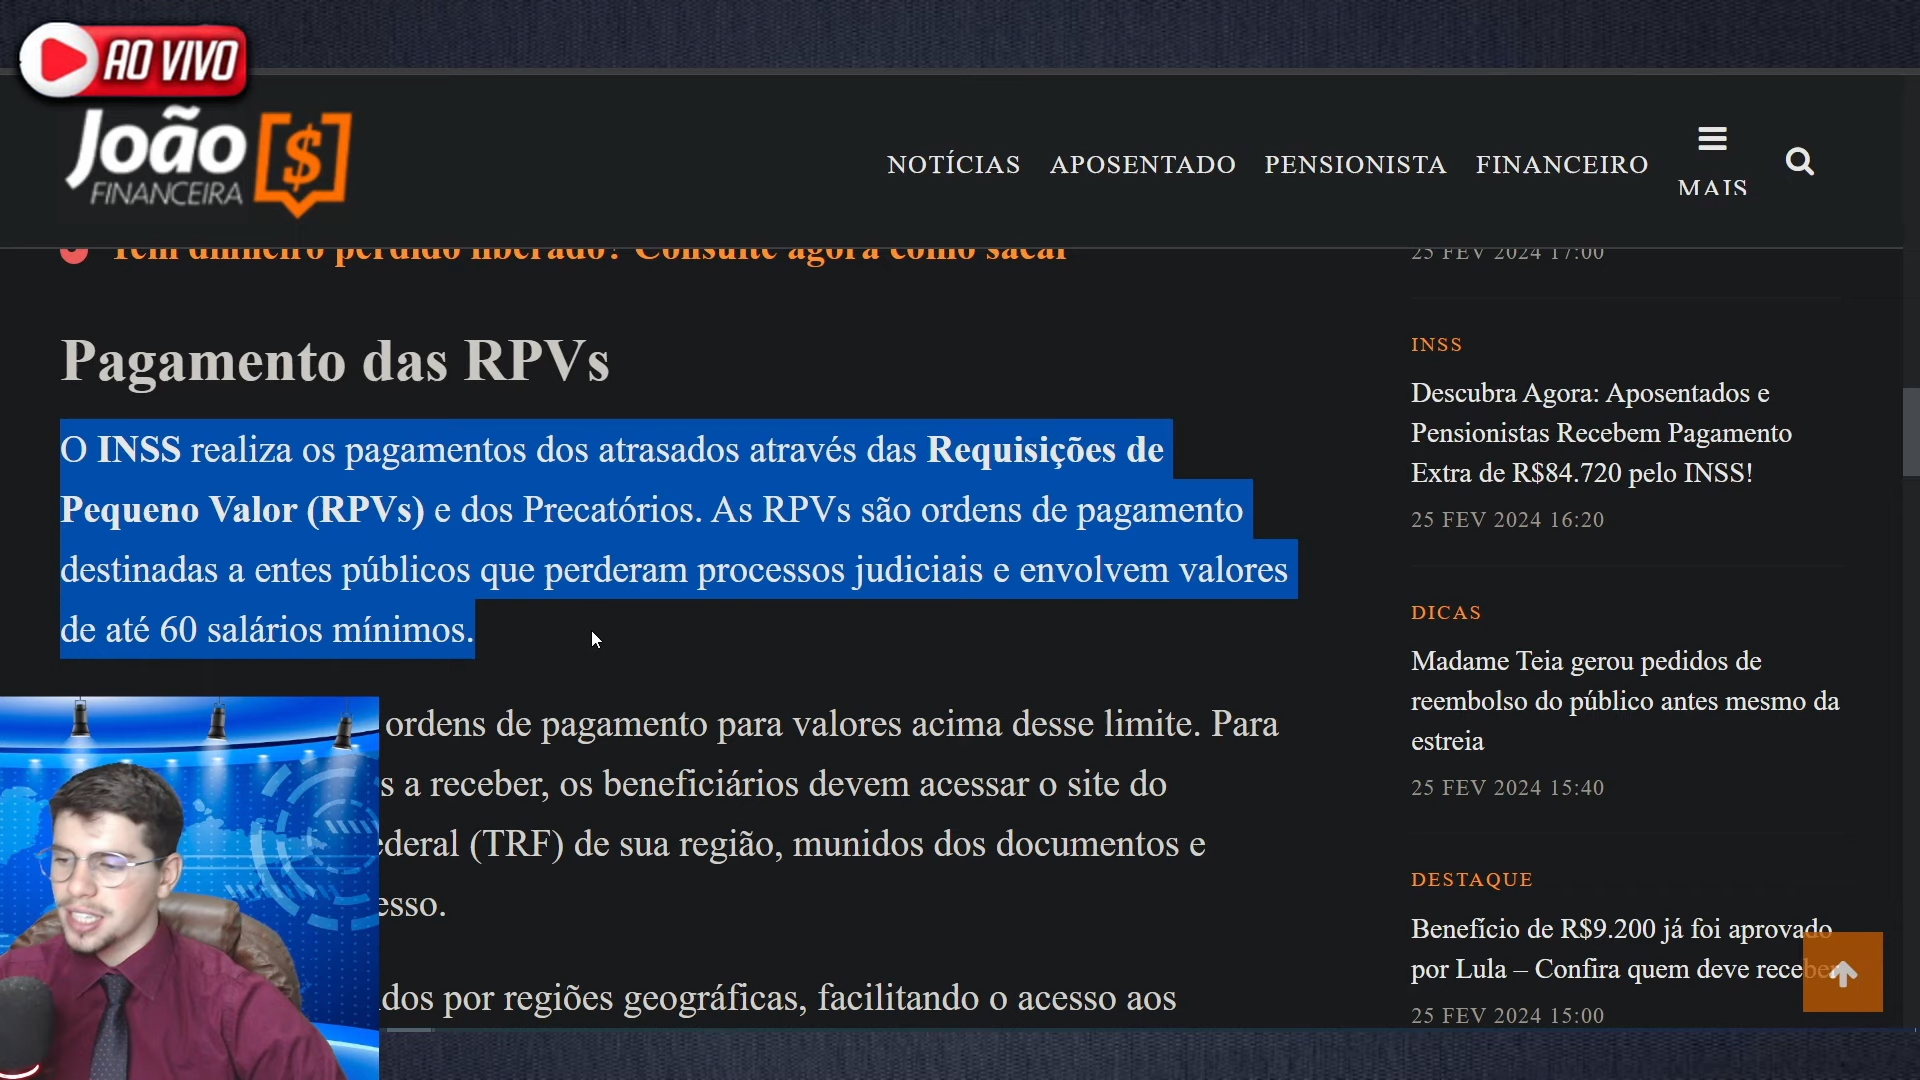 AO VIVO
João
FINANCEIRA
NOTÍCIAS APOSENTADO PENSIONISTA FINANCEIRO
MAIS
Tem dinheiro perdido liberado? Consulte agora como sacar
Pagamento das RPVs
O INSS realiza os pagamentos dos atrasados através das Requisições de
Pequeno Valor (RPVs) e dos Precatórios. As RPVs são ordens de pagamento
destinadas a entes públicos que perderam processos judiciais e envolvem valores
de até 60 salários mínimos.
ordens de pagamento para valores acima desse limite. Para
s a receber, os beneficiários devem acessar o site do
ederal (TRF) de sua região, munidos dos documentos e
esso.
dos por regiões geográficas, facilitando o acesso aos
25 FEV 2024 17:00
INSS
Descubra Agora: Aposentados e
Pensionistas Recebem Pagamento
Extra de R$84.720 pelo INSS!
25 FEV 2024 16:20
DICAS
Madame Teia gerou pedidos de
reembolso do público antes mesmo da
estreia
25 FEV 2024 15:40
DESTAQUE
Benefício de R$9.200 já foi aprovado
por Lula – Confira quem deve receber
25 FEV 2024 15:00